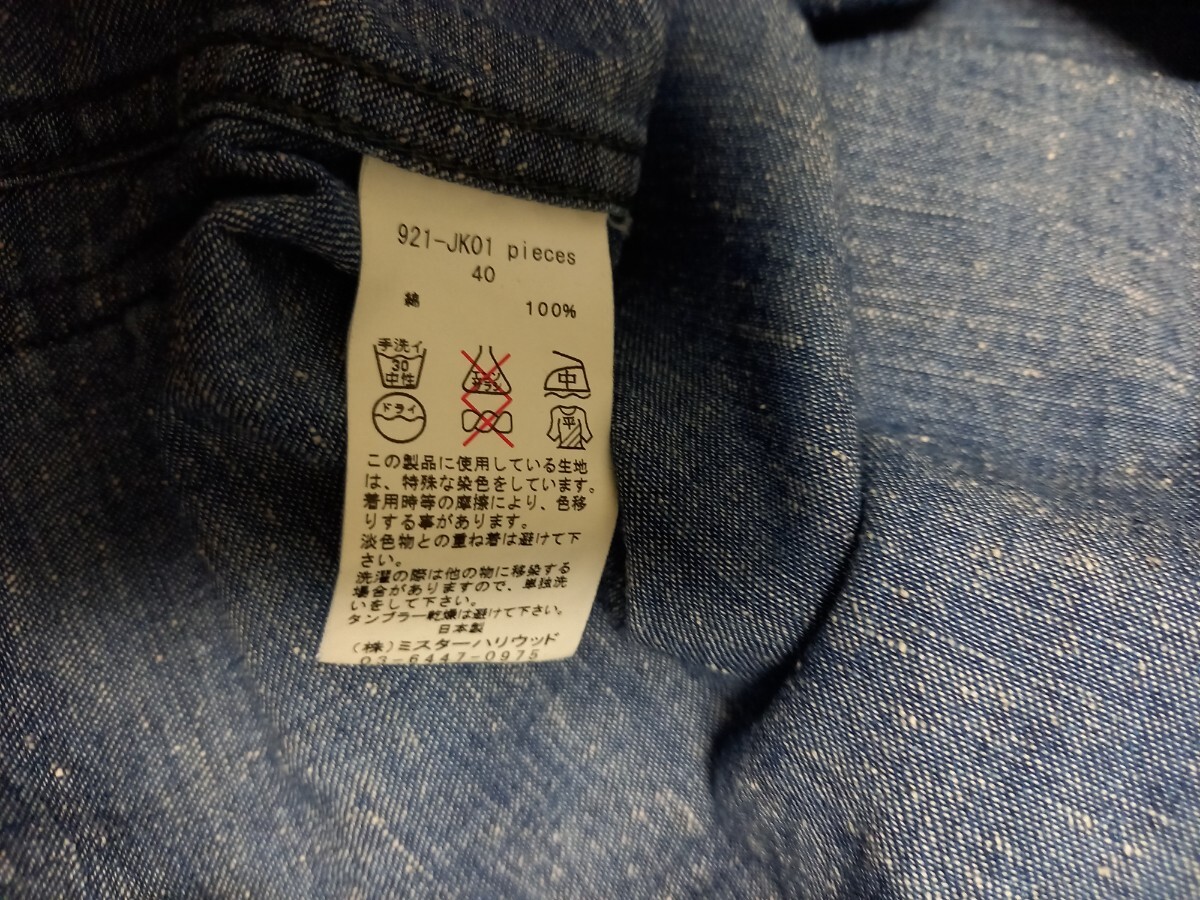 921-JK01 pieces
40
綿 100%
手洗イ
30
中性
エンソ
サラシ
中
ドライ
平
この製品に使用している生地
は、特殊な染色をしています。
着用時等の摩擦により、色移
りする事があります。
淡色物との重ね着は避けて下
さい。
洗濯の際は他の物に移染する
場合がありますので、単独洗
いをして下さい。
タンブラー乾燥は避けて下さい。
日本製
(株)ミスターハリウッド
03-6447-0975